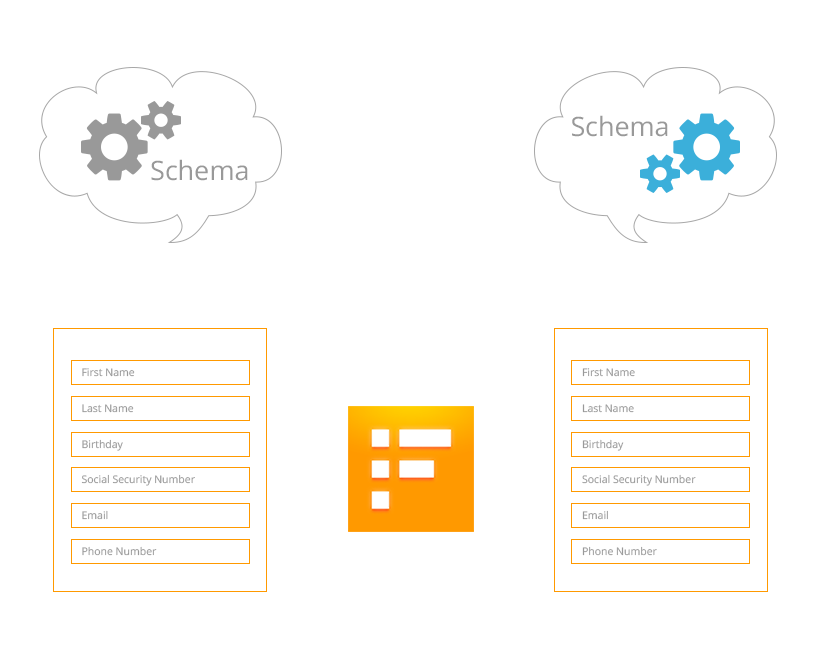 Schema
Schema
First Name
Last Name
Birthday
Social Security Number
Email
Phone Number
First Name
Last Name
Birthday
Social Security Number
Email
Phone Number